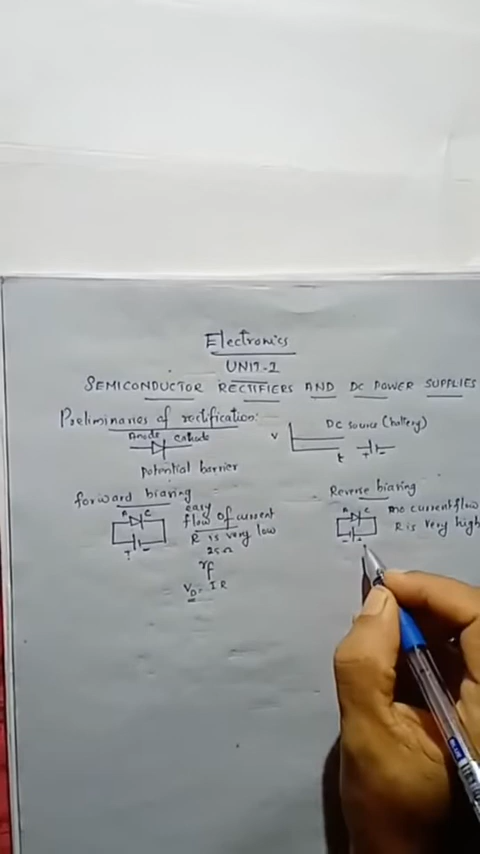 Electronics
UNIT-2
SEMICONDUCTOR RECTIFIERS AND DC POWER SUPPLIES
Preliminaries of rectification:
Anode cathode
DC source (battery)
V
t
+ -
Potential barrier
forward biasing
A C
+ -
easy
flow of current
R is very low
25Ω
rf
VD = IR
Reverse biasing
A C
- +
no current flow
R is very high
BLUE